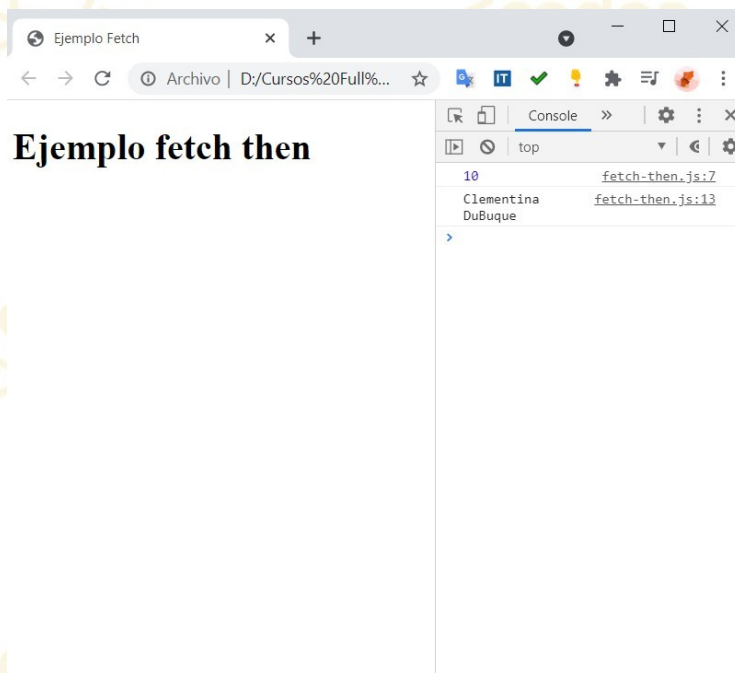 Ejemplo Fetch
Archivo | D:/Cursos%20Full%...
IT
Console
Ejemplo fetch then
top
10 fetch-then.js:7
Clementina fetch-then.js:13
DuBuque